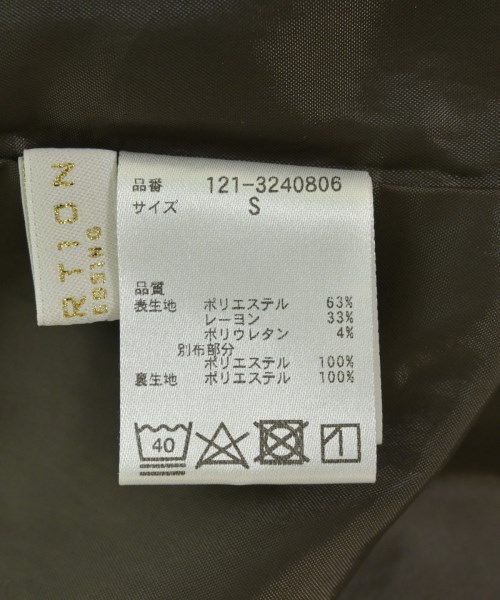 品番 121-3240806
サイズ S
品質
表生地 ポリエステル 63%
レーヨン 33%
ポリウレタン 4%
別布部分
ポリエステル 100%
裏生地 ポリエステル 100%
40
RTION